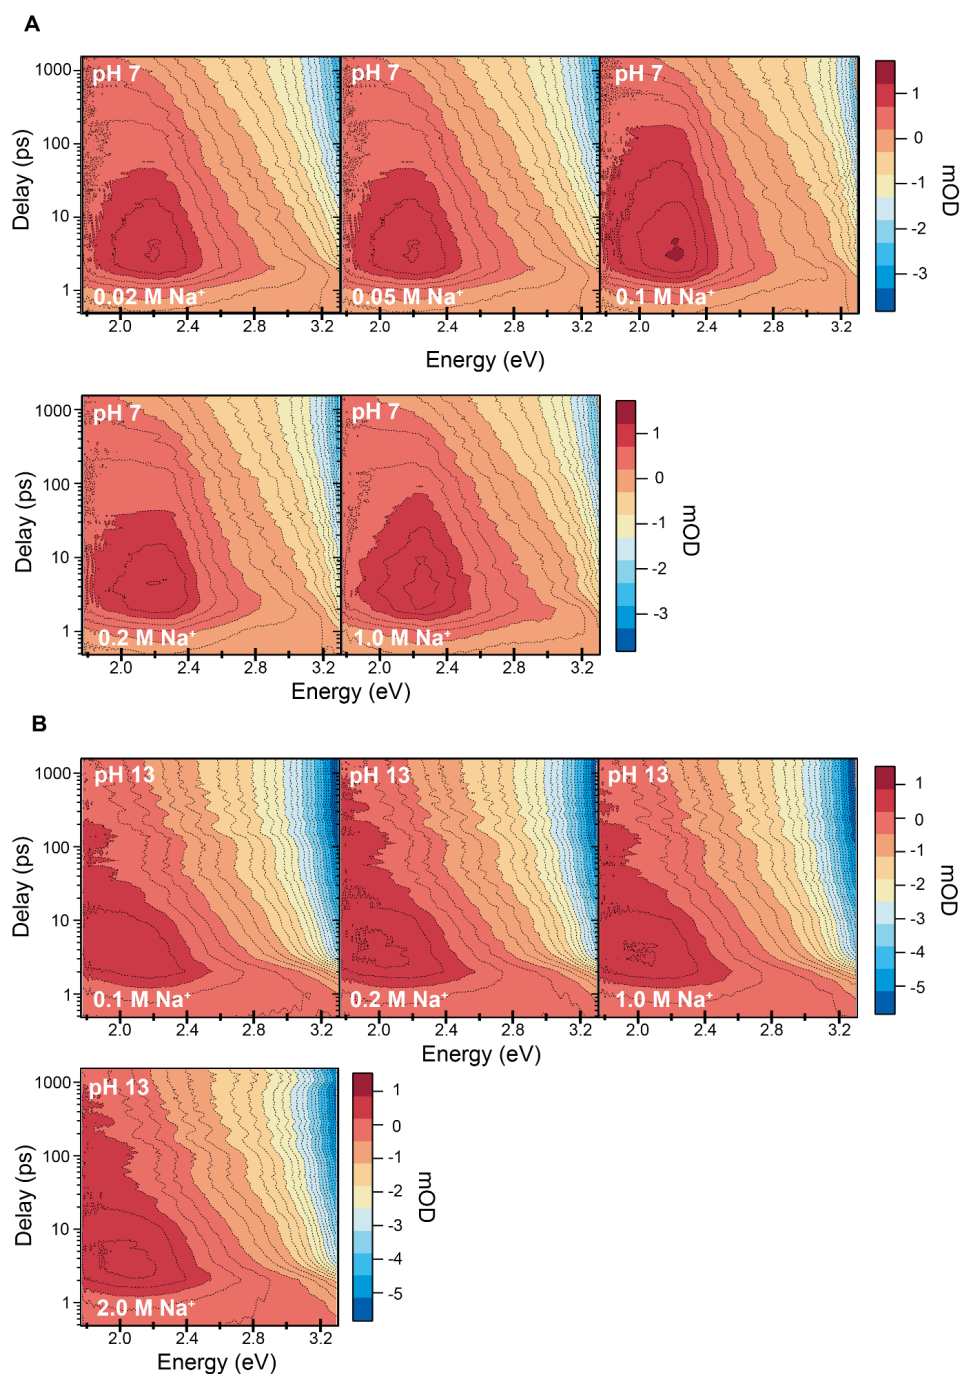 A
pH 7 pH 7 pH 7
1000
100
10
1
Delay (ps)
0.02 M Na⁺ 0.05 M Na⁺ 0.1 M Na⁺
2.0 2.4 2.8 3.2 2.0 2.4 2.8 3.2 2.0 2.4 2.8 3.2
Energy (eV)
1
0
-1
-2
-3
mOD
pH 7 pH 7
1000
100
10
1
Delay (ps)
0.2 M Na⁺ 1.0 M Na⁺
2.0 2.4 2.8 3.2 2.0 2.4 2.8 3.2
Energy (eV)
1
0
-1
-2
-3
mOD
B
pH 13 pH 13 pH 13
1000
100
10
1
Delay (ps)
0.1 M Na⁺ 0.2 M Na⁺ 1.0 M Na⁺
2.0 2.4 2.8 3.2 2.0 2.4 2.8 3.2 2.0 2.4 2.8 3.2
Energy (eV)
1
0
-1
-2
-3
-4
-5
mOD
pH 13
1000
100
10
1
Delay (ps)
2.0 M Na⁺
2.0 2.4 2.8 3.2
Energy (eV)
1
0
-1
-2
-3
-4
-5
mOD